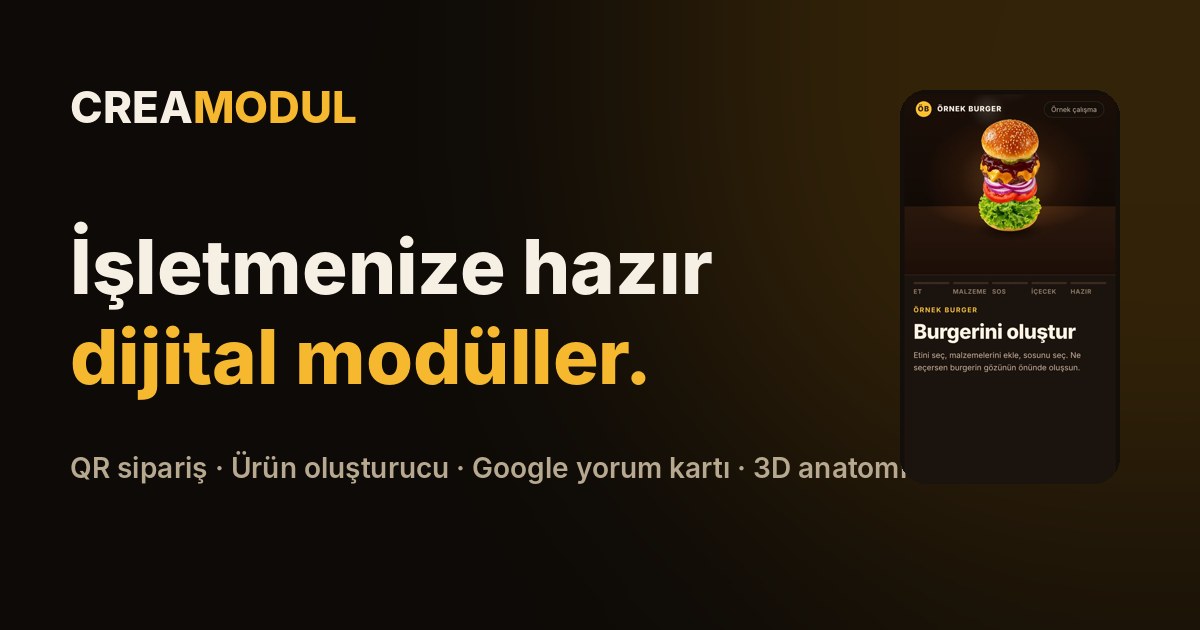 CREAMODUL
İşletmenize hazır
dijital modüller.
QR sipariş · Ürün oluşturucu · Google yorum kartı · 3D anatomi
ÖB ÖRNEK BURGER
Örnek çalışma
ET MALZEME SOS İÇECEK HAZIR
ÖRNEK BURGER
Burgerini oluştur
Etini seç, malzemelerini ekle, sosunu seç. Ne
seçersen burgerin gözünün önünde oluşsun.